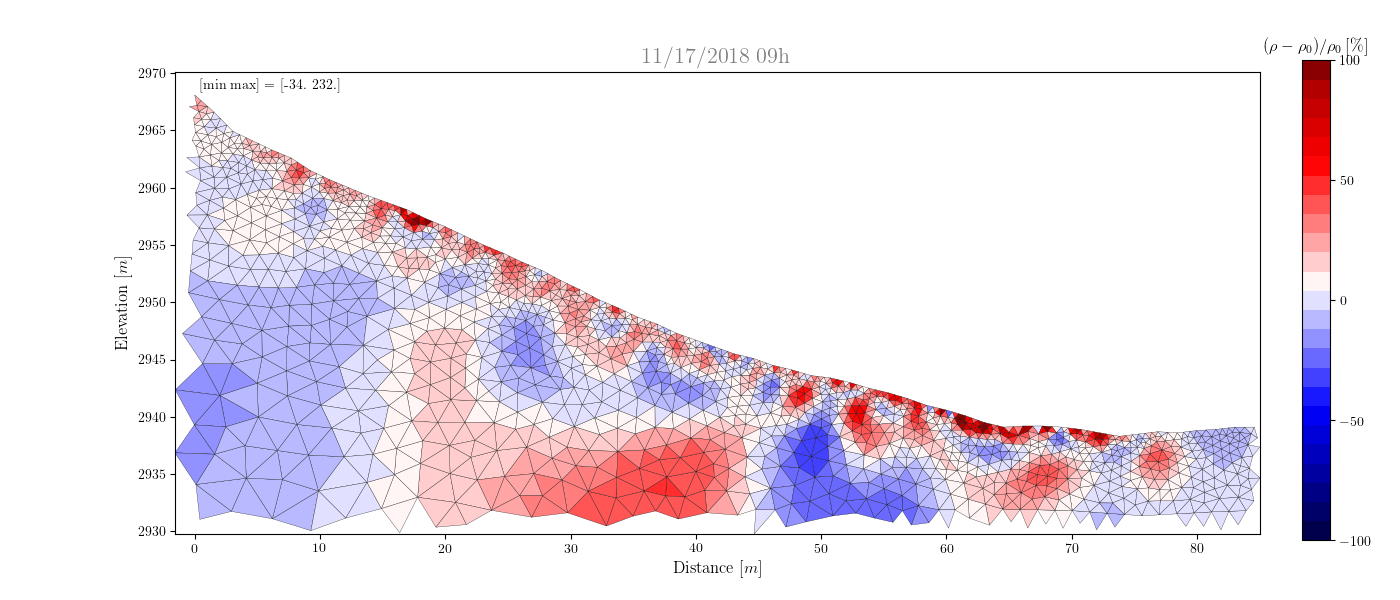 11/17/2018 09h
(ρ − ρ₀)/ρ₀ [%]
[min max] = [-34. 232.]
2970
2965
2960
2955
2950
2945
2940
2935
2930
Elevation [m]
0 10 20 30 40 50 60 70 80
Distance [m]
100
50
0
−50
−100